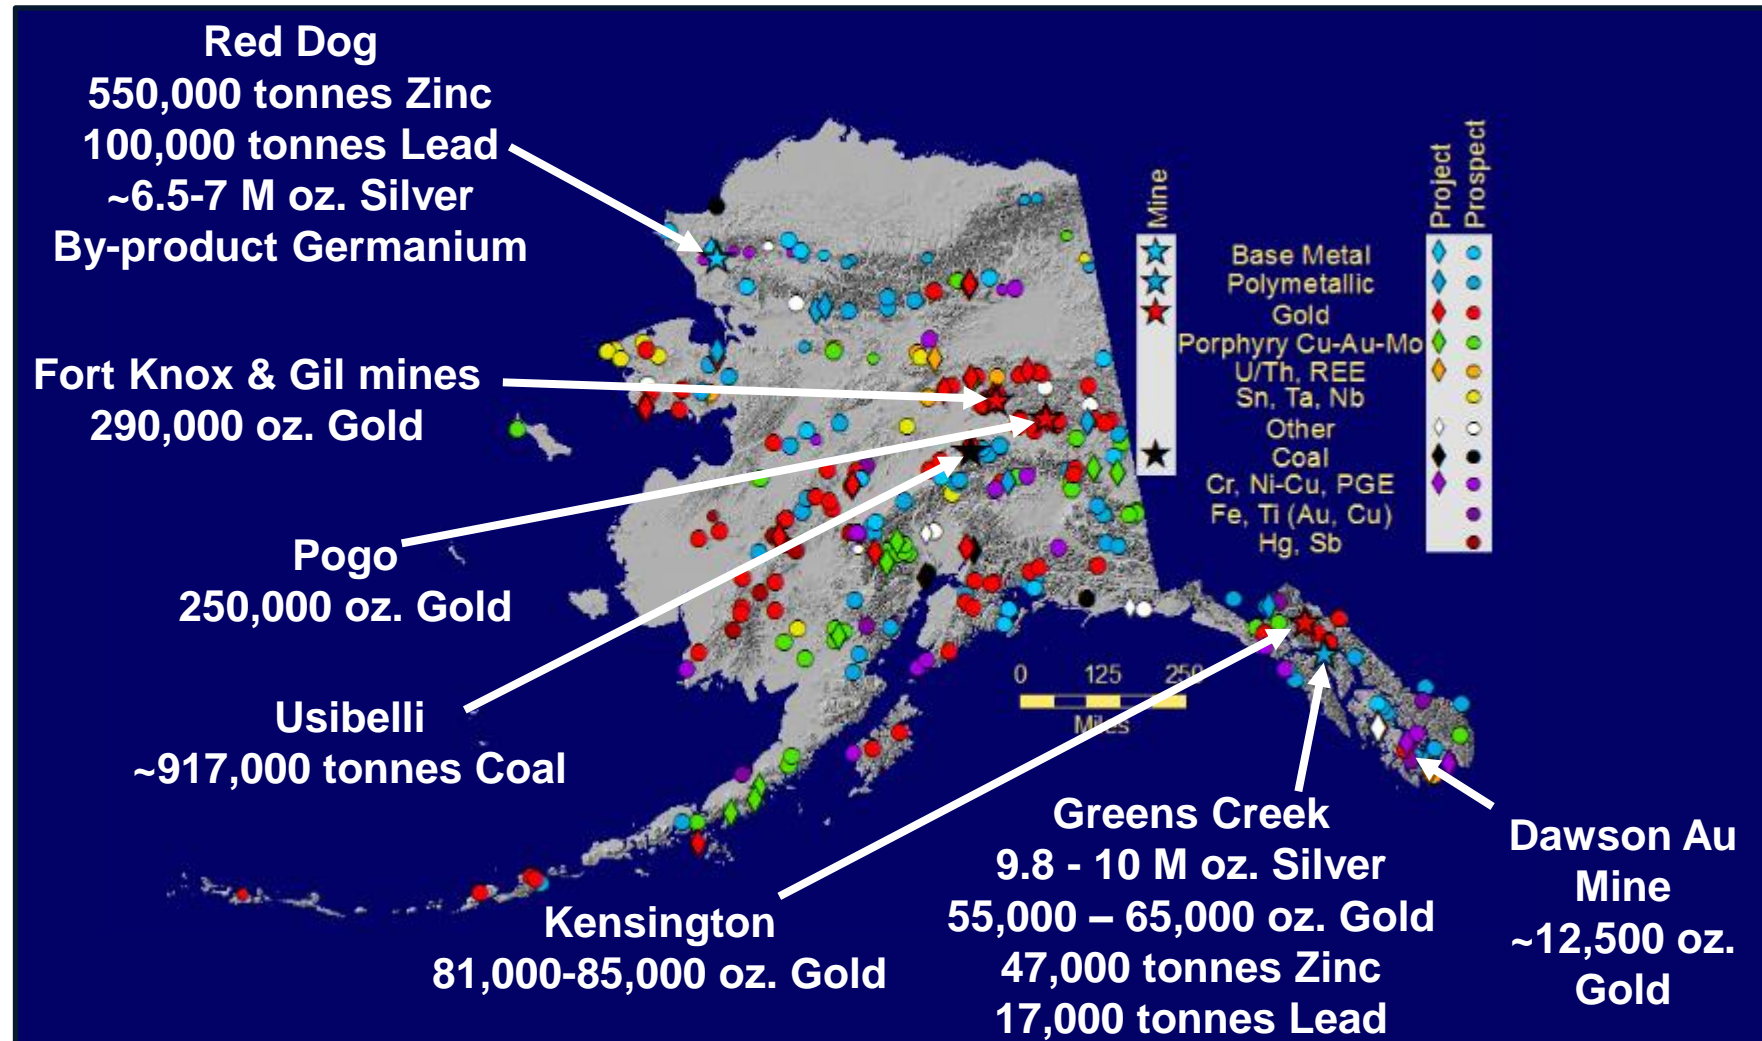 Red Dog
550,000 tonnes Zinc
100,000 tonnes Lead
~6.5-7 M oz. Silver
By-product Germanium
Fort Knox & Gil mines
290,000 oz. Gold
Pogo
250,000 oz. Gold
Usibelli
~917,000 tonnes Coal
Kensington
81,000-85,000 oz. Gold
Greens Creek
9.8 - 10 M oz. Silver
55,000 – 65,000 oz. Gold
47,000 tonnes Zinc
17,000 tonnes Lead
Dawson Au
Mine
~12,500 oz.
Gold
Mine
Project
Prospect
Base Metal
Polymetallic
Gold
Porphyry Cu-Au-Mo
U/Th, REE
Sn, Ta, Nb
Other
Coal
Cr, Ni-Cu, PGE
Fe, Ti (Au, Cu)
Hg, Sb
0 125 250
Miles